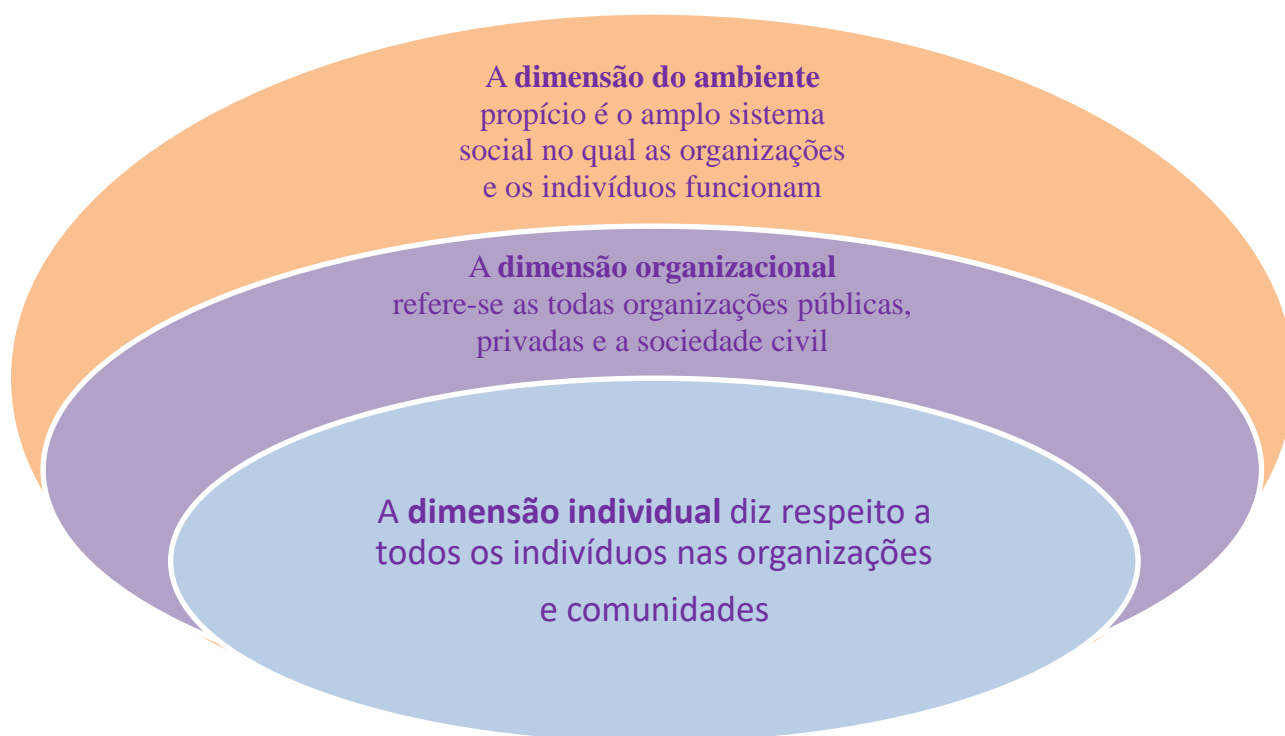 A dimensão do ambiente
propício é o amplo sistema
social no qual as organizações
e os indivíduos funcionam
A dimensão organizacional
refere-se as todas organizações públicas,
privadas e a sociedade civil
A dimensão individual diz respeito a
todos os indivíduos nas organizações
e comunidades